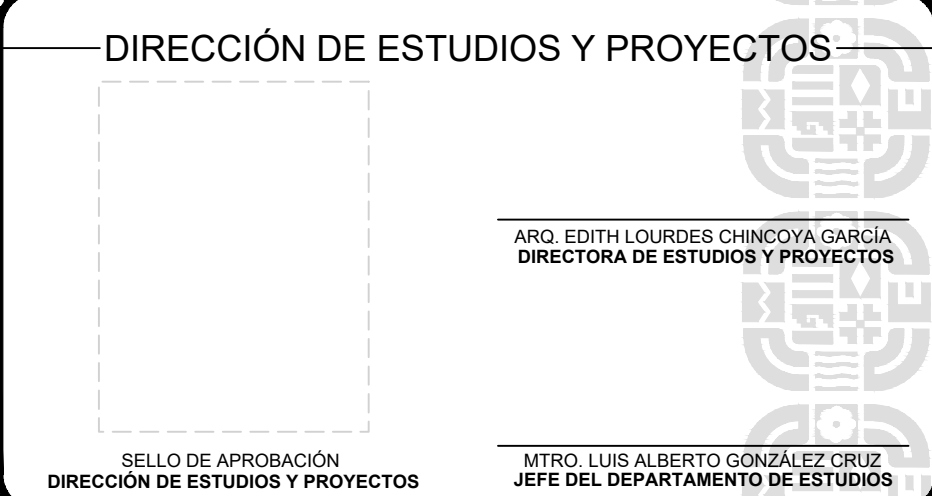 DIRECCIÓN DE ESTUDIOS Y PROYECTOS
ARQ. EDITH LOURDES CHINCOYA GARCÍA
DIRECTORA DE ESTUDIOS Y PROYECTOS
SELLO DE APROBACIÓN
DIRECCIÓN DE ESTUDIOS Y PROYECTOS
MTRO. LUIS ALBERTO GONZÁLEZ CRUZ
JEFE DEL DEPARTAMENTO DE ESTUDIOS